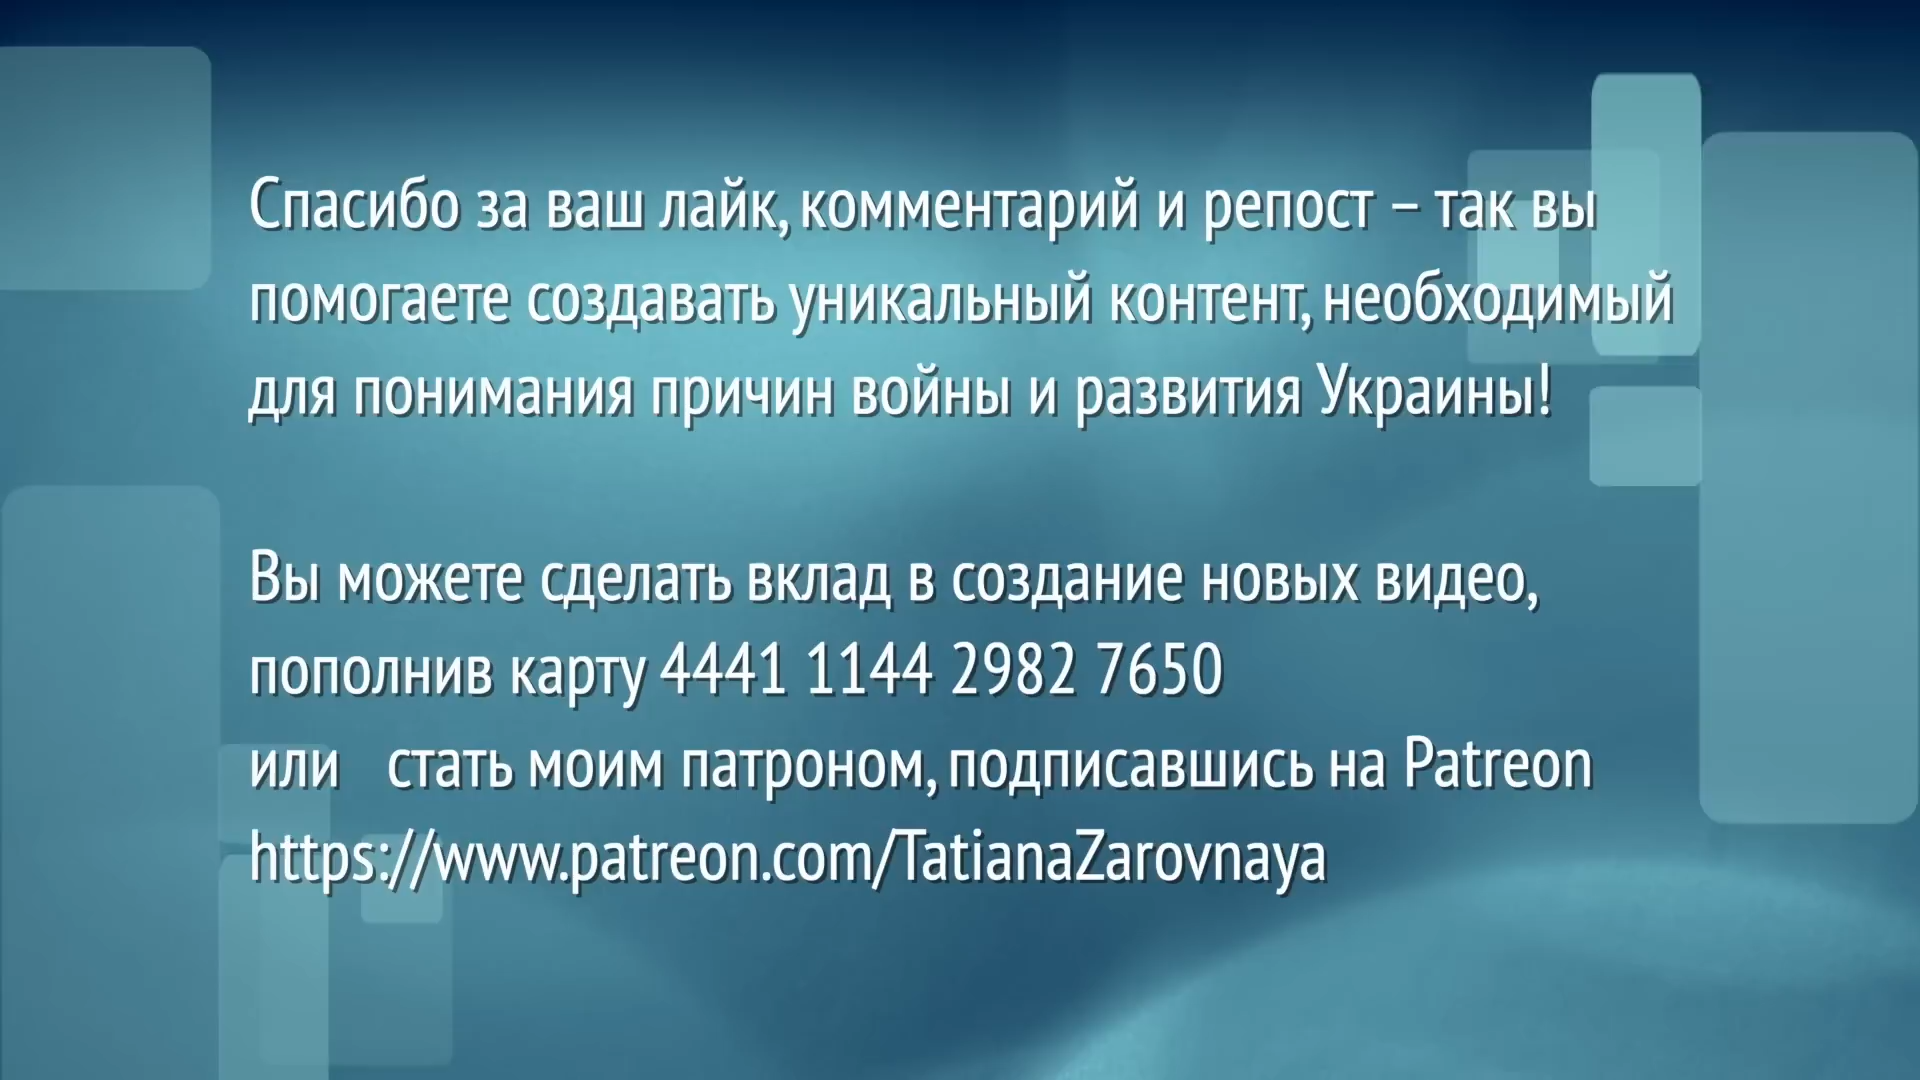 Спасибо за ваш лайк, комментарий и репост – так вы
помогаете создавать уникальный контент, необходимый
для понимания причин войны и развития Украины!
Вы можете сделать вклад в создание новых видео,
пополнив карту 4441 1144 2982 7650
или стать моим патроном, подписавшись на Patreon
https://www.patreon.com/TatianaZarovnaya